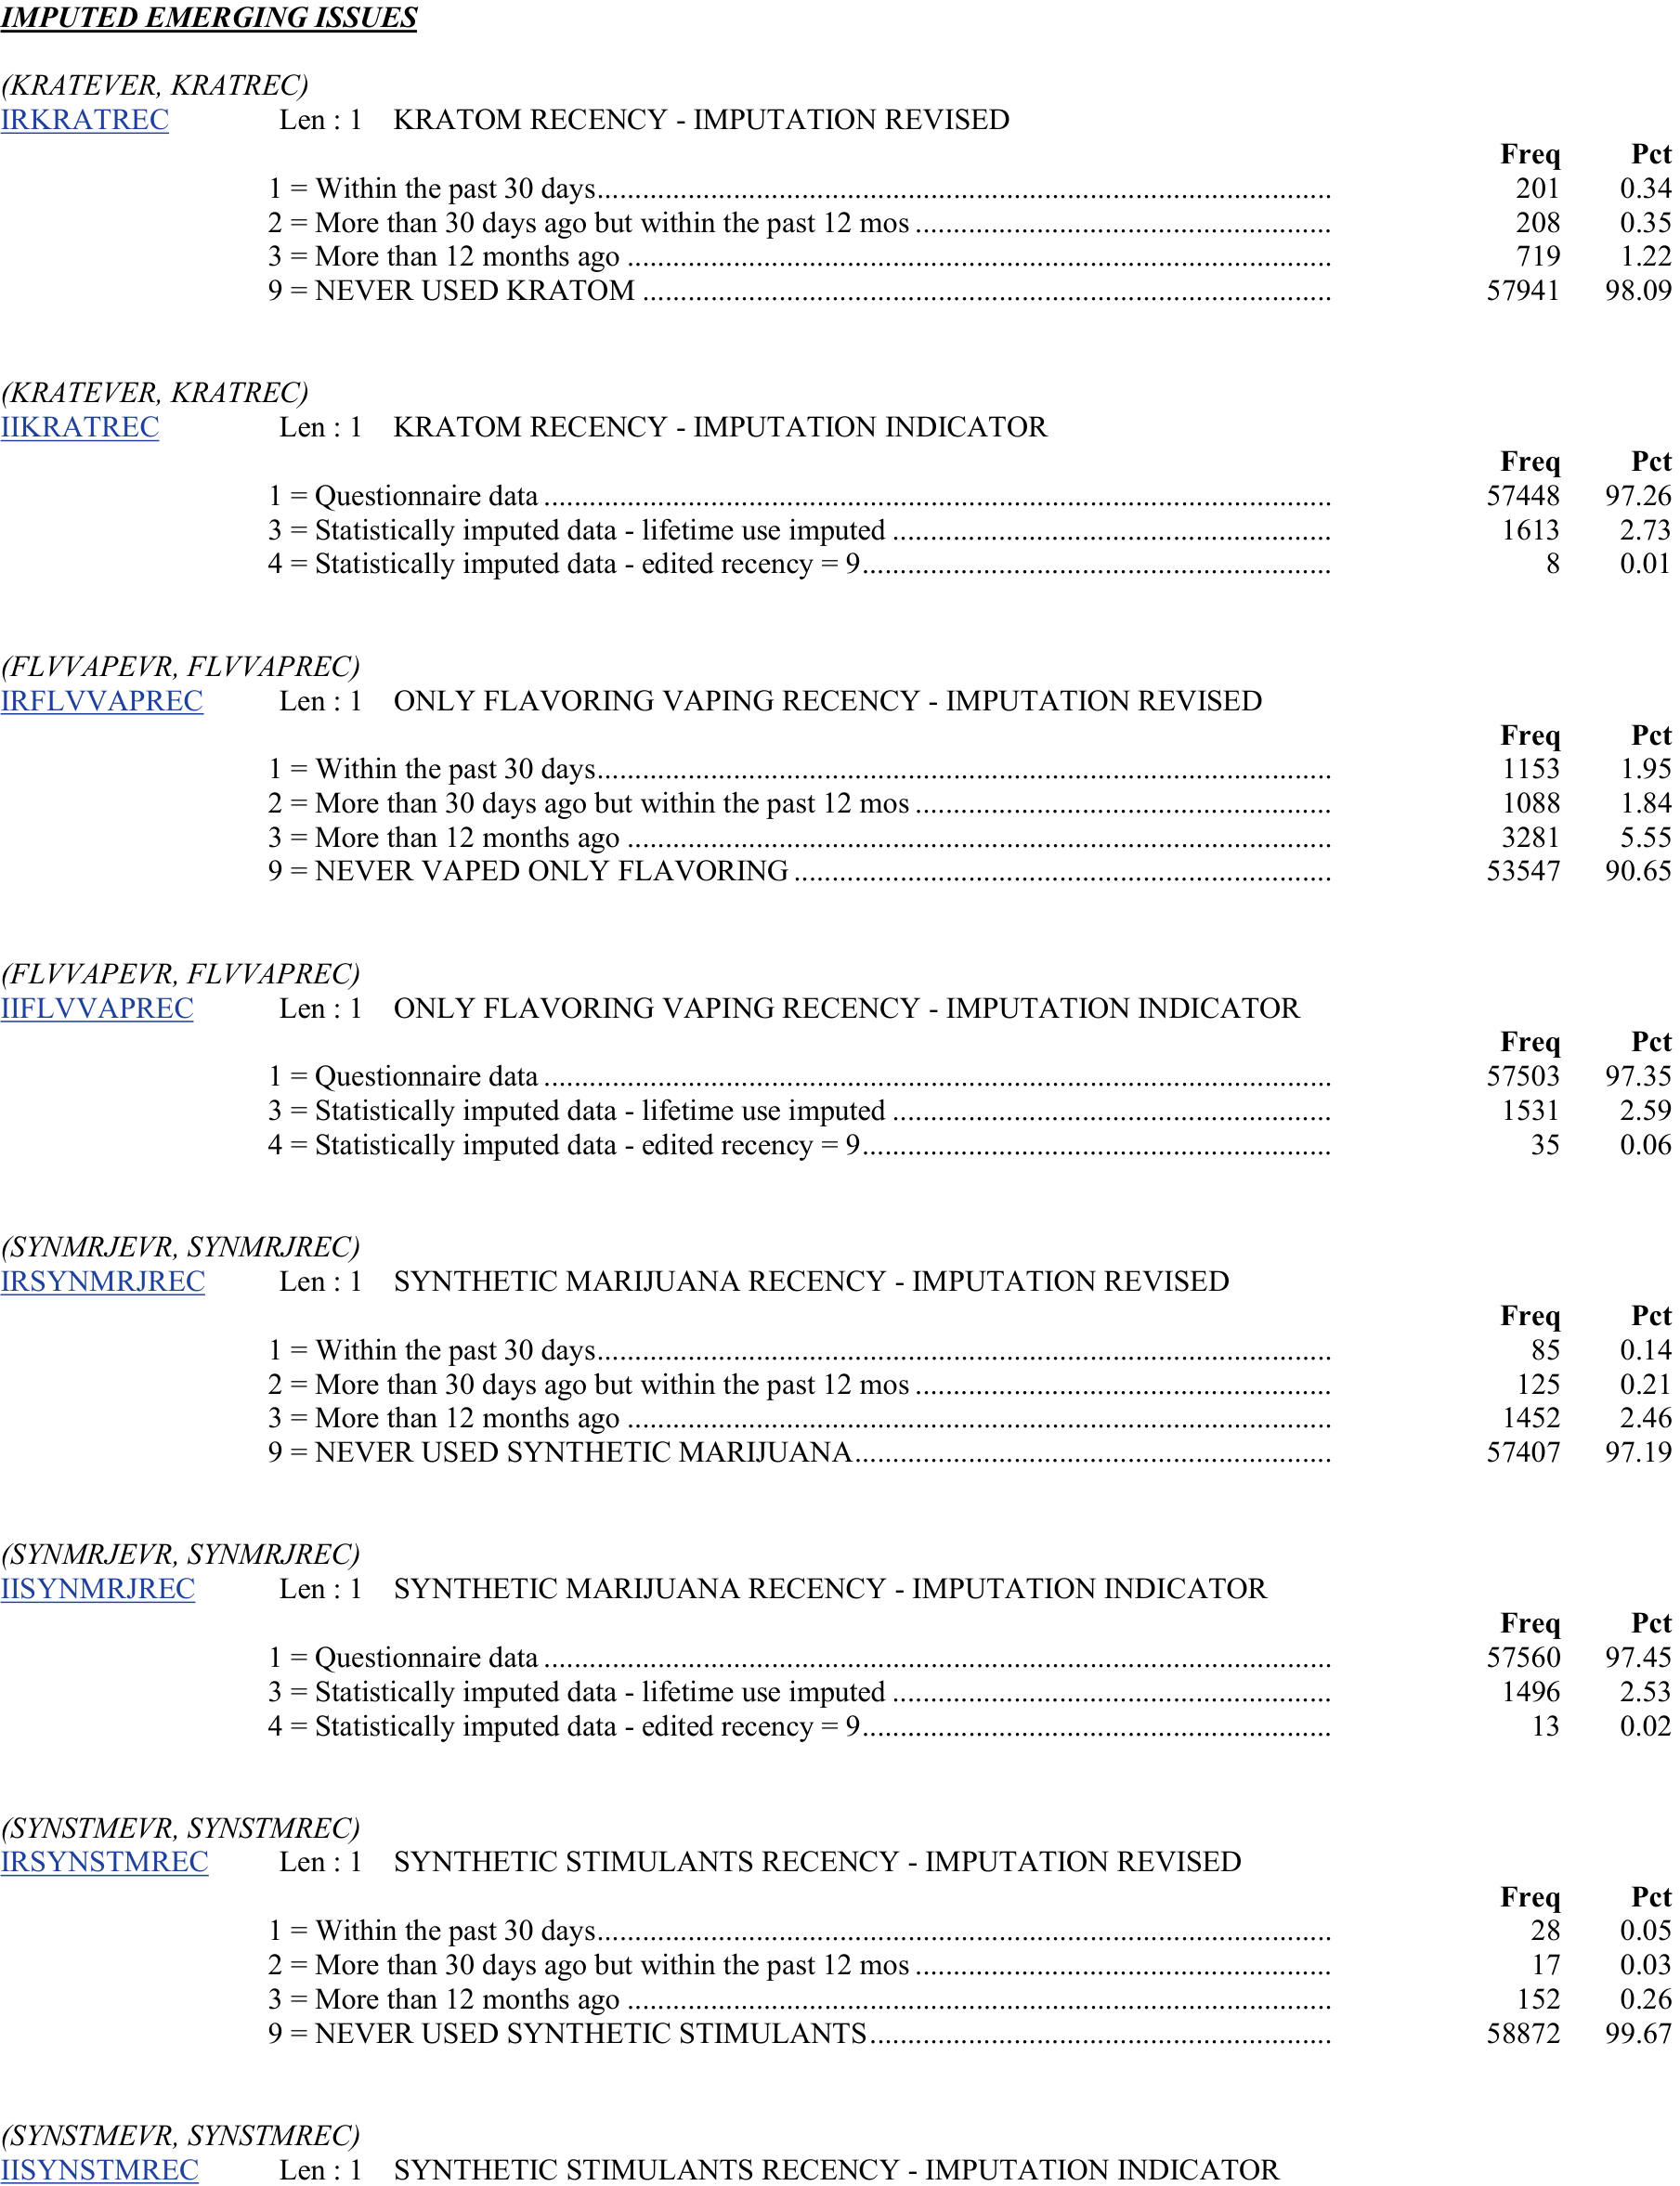 IMPUTED EMERGING ISSUES
(KRATEVER, KRATREC)
IRKRATREC Len : 1 KRATOM RECENCY - IMPUTATION REVISED
Freq Pct
1 = Within the past 30 days 201 0.34
2 = More than 30 days ago but within the past 12 mos 208 0.35
3 = More than 12 months ago 719 1.22
9 = NEVER USED KRATOM 57941 98.09
(KRATEVER, KRATREC)
IIKRATREC Len : 1 KRATOM RECENCY - IMPUTATION INDICATOR
Freq Pct
1 = Questionnaire data 57448 97.26
3 = Statistically imputed data - lifetime use imputed 1613 2.73
4 = Statistically imputed data - edited recency = 9 8 0.01
(FLVVAPEVR, FLVVAPREC)
IRFLVVAPREC Len : 1 ONLY FLAVORING VAPING RECENCY - IMPUTATION REVISED
Freq Pct
1 = Within the past 30 days 1153 1.95
2 = More than 30 days ago but within the past 12 mos 1088 1.84
3 = More than 12 months ago 3281 5.55
9 = NEVER VAPED ONLY FLAVORING 53547 90.65
(FLVVAPEVR, FLVVAPREC)
IIFLVVAPREC Len : 1 ONLY FLAVORING VAPING RECENCY - IMPUTATION INDICATOR
Freq Pct
1 = Questionnaire data 57503 97.35
3 = Statistically imputed data - lifetime use imputed 1531 2.59
4 = Statistically imputed data - edited recency = 9 35 0.06
(SYNMRJEVR, SYNMRJREC)
IRSYNMRJREC Len : 1 SYNTHETIC MARIJUANA RECENCY - IMPUTATION REVISED
Freq Pct
1 = Within the past 30 days 85 0.14
2 = More than 30 days ago but within the past 12 mos 125 0.21
3 = More than 12 months ago 1452 2.46
9 = NEVER USED SYNTHETIC MARIJUANA 57407 97.19
(SYNMRJEVR, SYNMRJREC)
IISYNMRJREC Len : 1 SYNTHETIC MARIJUANA RECENCY - IMPUTATION INDICATOR
Freq Pct
1 = Questionnaire data 57560 97.45
3 = Statistically imputed data - lifetime use imputed 1496 2.53
4 = Statistically imputed data - edited recency = 9 13 0.02
(SYNSTMEVR, SYNSTMREC)
IRSYNSTMREC Len : 1 SYNTHETIC STIMULANTS RECENCY - IMPUTATION REVISED
Freq Pct
1 = Within the past 30 days 28 0.05
2 = More than 30 days ago but within the past 12 mos 17 0.03
3 = More than 12 months ago 152 0.26
9 = NEVER USED SYNTHETIC STIMULANTS 58872 99.67
(SYNSTMEVR, SYNSTMREC)
IISYNSTMREC Len : 1 SYNTHETIC STIMULANTS RECENCY - IMPUTATION INDICATOR